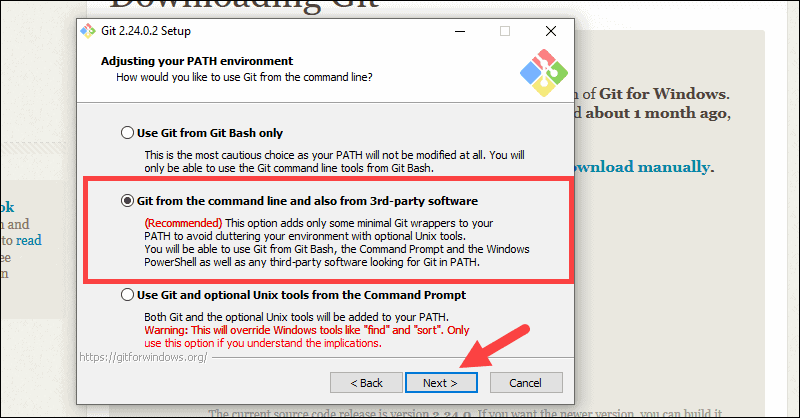 Downloading Git
Git 2.24.0.2 Setup
Adjusting your PATH environment
How would you like to use Git from the command line?
of Git for Windows.
about 1 month ago,
Use Git from Git Bash only
This is the most cautious choice as your PATH will not be modified at all. You will
only be able to use the Git command line tools from Git Bash.
download manually.
Git from the command line and also from 3rd-party software
(Recommended) This option adds only some minimal Git wrappers to your
PATH to avoid cluttering your environment with optional Unix tools.
You will be able to use Git from Git Bash, the Command Prompt and the Windows
PowerShell as well as any third-party software looking for Git in PATH.
and
to read
Use Git and optional Unix tools from the Command Prompt
Both Git and the optional Unix tools will be added to your PATH.
Warning: This will override Windows tools like "find" and "sort". Only
use this option if you understand the implications.
https://gitforwindows.org/
< Back
Next >
Cancel
The current source code release is version 2.24.0. If you want the newer version, you can build it